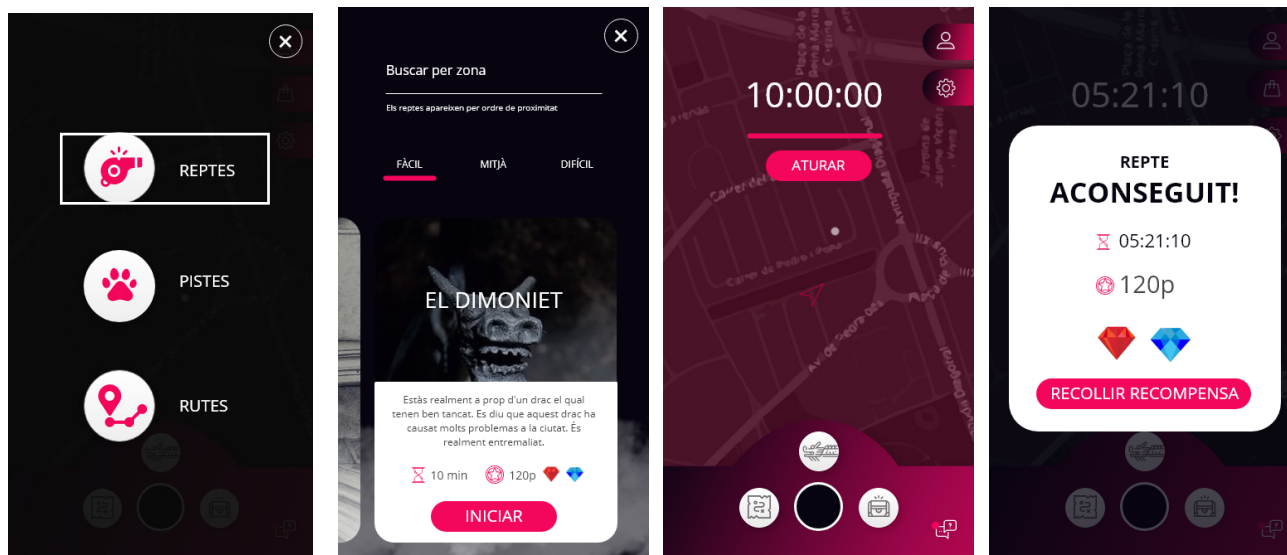 REPTES
PISTES
RUTES
Buscar per zona
Els reptes apareixen per ordre de proximitat
FÀCIL
MITJÀ
DIFÍCIL
EL DIMONIET
Estàs realment a prop d'un drac el qual
tenen ben tancat. Es diu que aquest drac ha
causat molts problemas a la ciutat. És
realment entremaliat.
10 min
120p
INICIAR
10:00:00
ATURAR
05:21:10
REPTE
ACONSEGUIT!
05:21:10
120p
RECOLLIR RECOMPENSA